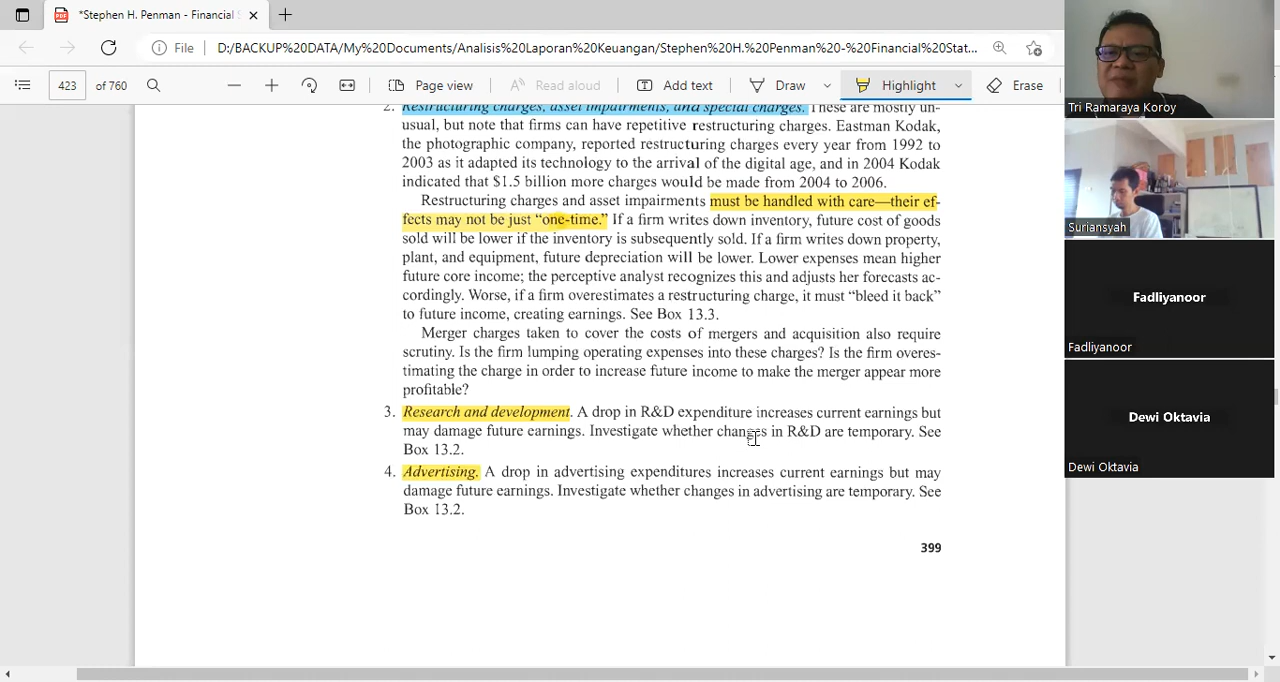 *Stephen H. Penman - Financial S
File
D:/BACKUP%20DATA/My%20Documents/Analisis%20Laporan%20Keuangan/Stephen%20H.%20Penman%20-%20Financial%20Stat...
423 of 760
Page view
Read aloud
Add text
Draw
Highlight
Erase
2. Restructuring charges, asset impairments, and special charges. These are mostly un-
usual, but note that firms can have repetitive restructuring charges. Eastman Kodak,
the photographic company, reported restructuring charges every year from 1992 to
2003 as it adapted its technology to the arrival of the digital age, and in 2004 Kodak
indicated that $1.5 billion more charges would be made from 2004 to 2006.
Restructuring charges and asset impairments must be handled with care—their ef-
fects may not be just “one-time.” If a firm writes down inventory, future cost of goods
sold will be lower if the inventory is subsequently sold. If a firm writes down property,
plant, and equipment, future depreciation will be lower. Lower expenses mean higher
future core income; the perceptive analyst recognizes this and adjusts her forecasts ac-
cordingly. Worse, if a firm overestimates a restructuring charge, it must “bleed it back”
to future income, creating earnings. See Box 13.3.
Merger charges taken to cover the costs of mergers and acquisition also require
scrutiny. Is the firm lumping operating expenses into these charges? Is the firm overes-
timating the charge in order to increase future income to make the merger appear more
profitable?
3. Research and development. A drop in R&D expenditure increases current earnings but
may damage future earnings. Investigate whether changes in R&D are temporary. See
Box 13.2.
4. Advertising. A drop in advertising expenditures increases current earnings but may
damage future earnings. Investigate whether changes in advertising are temporary. See
Box 13.2.
399
Tri Ramaraya Koroy
Suriansyah
Fadliyanoor
Fadliyanoor
Dewi Oktavia
Dewi Oktavia